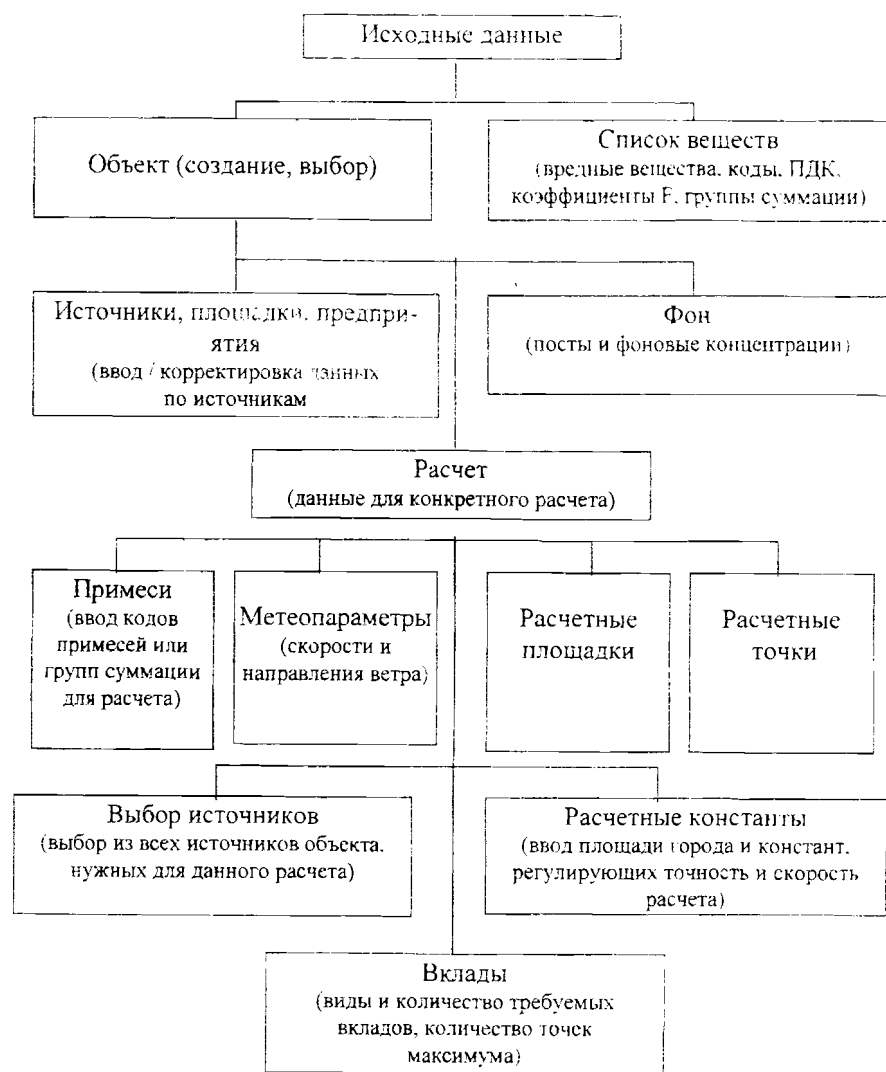 Исходные данные
Объект (создание, выбор)
Список веществ
(вредные вещества, коды, ПДК,
коэффициенты F, группы суммации)
Источники, площадки, предпри-
ятия
(ввод / корректировка данных
по источникам
Фон
(посты и фоновые концентрации)
Расчет
(данные для конкретного расчета)
Примеси
(ввод кодов
примесей или
групп суммации
для расчета)
Метеопараметры
(скорости и
направления ветра)
Расчетные
площадки
Расчетные
точки
Выбор источников
(выбор из всех источников объекта,
нужных для данного расчета)
Расчетные константы
(ввод площади города и констант,
регулирующих точность и скорость
расчета)
Вклады
(виды и количество требуемых
вкладов, количество точек
максимума)